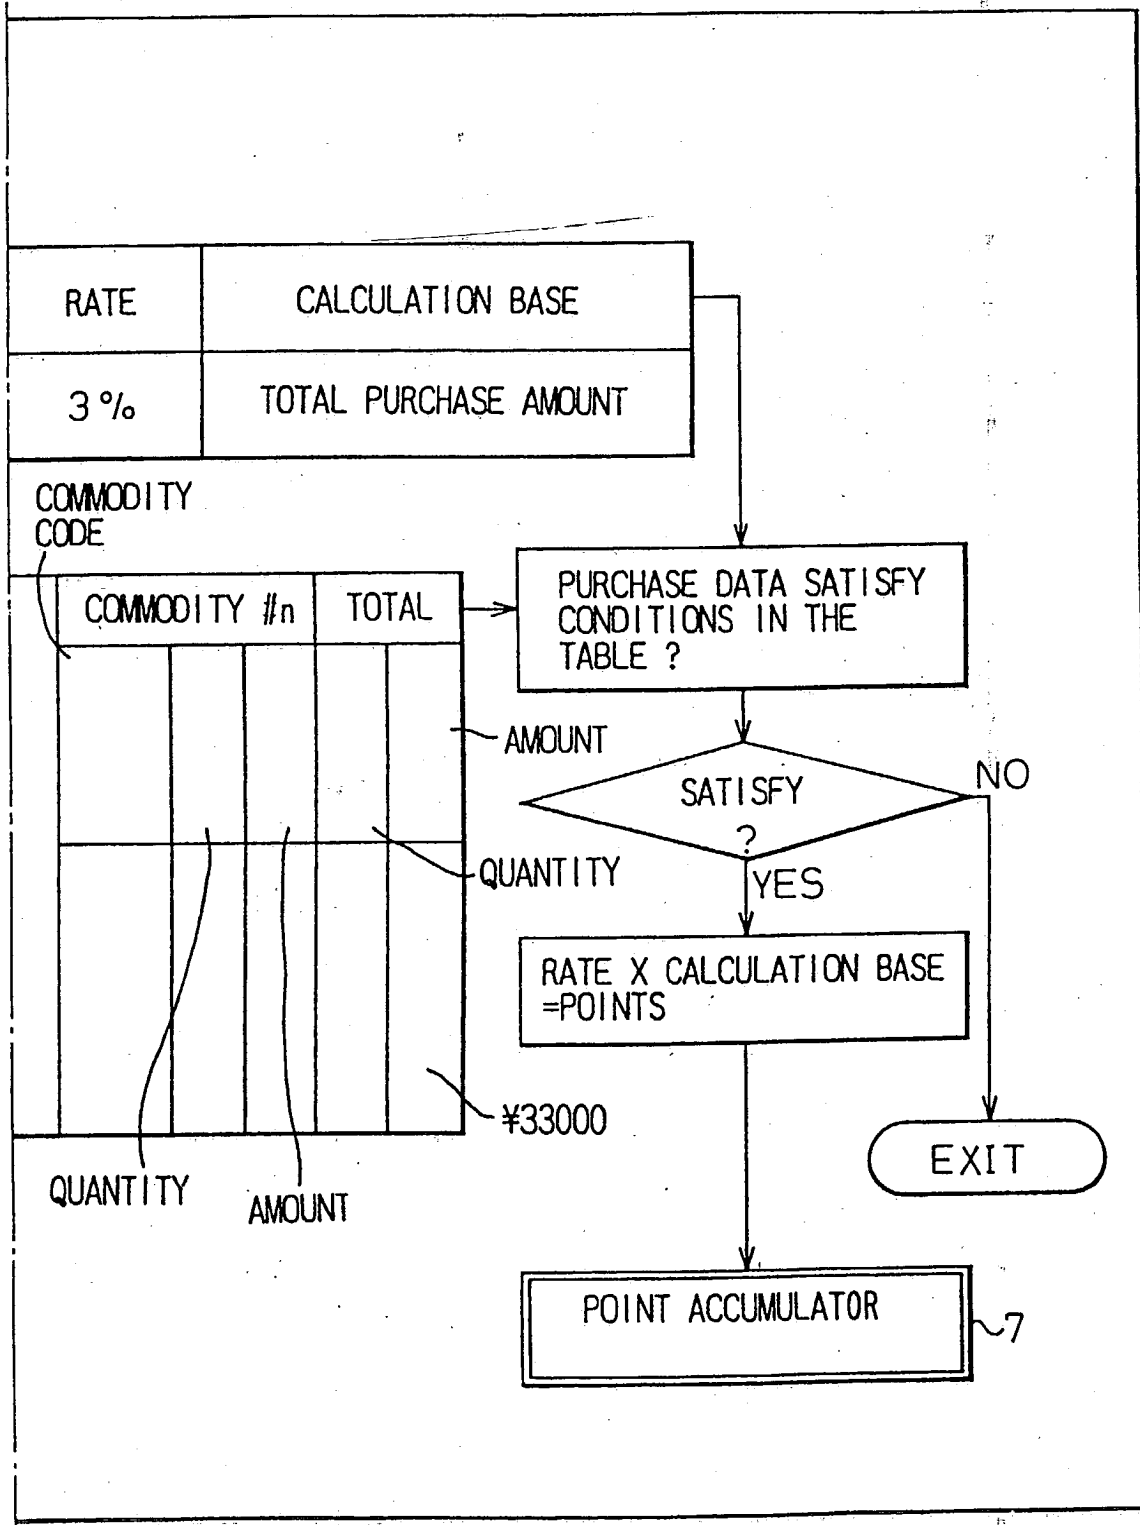 RATE
CALCULATION BASE
3%
TOTAL PURCHASE AMOUNT
COMMODITY
CODE
COMMODITY #n
TOTAL
PURCHASE DATA SATISFY
CONDITIONS IN THE
TABLE ?
AMOUNT
SATISFY
?
NO
QUANTITY
YES
RATE X CALCULATION BASE
=POINTS
¥33000
EXIT
QUANTITY
AMOUNT
POINT ACCUMULATOR
7